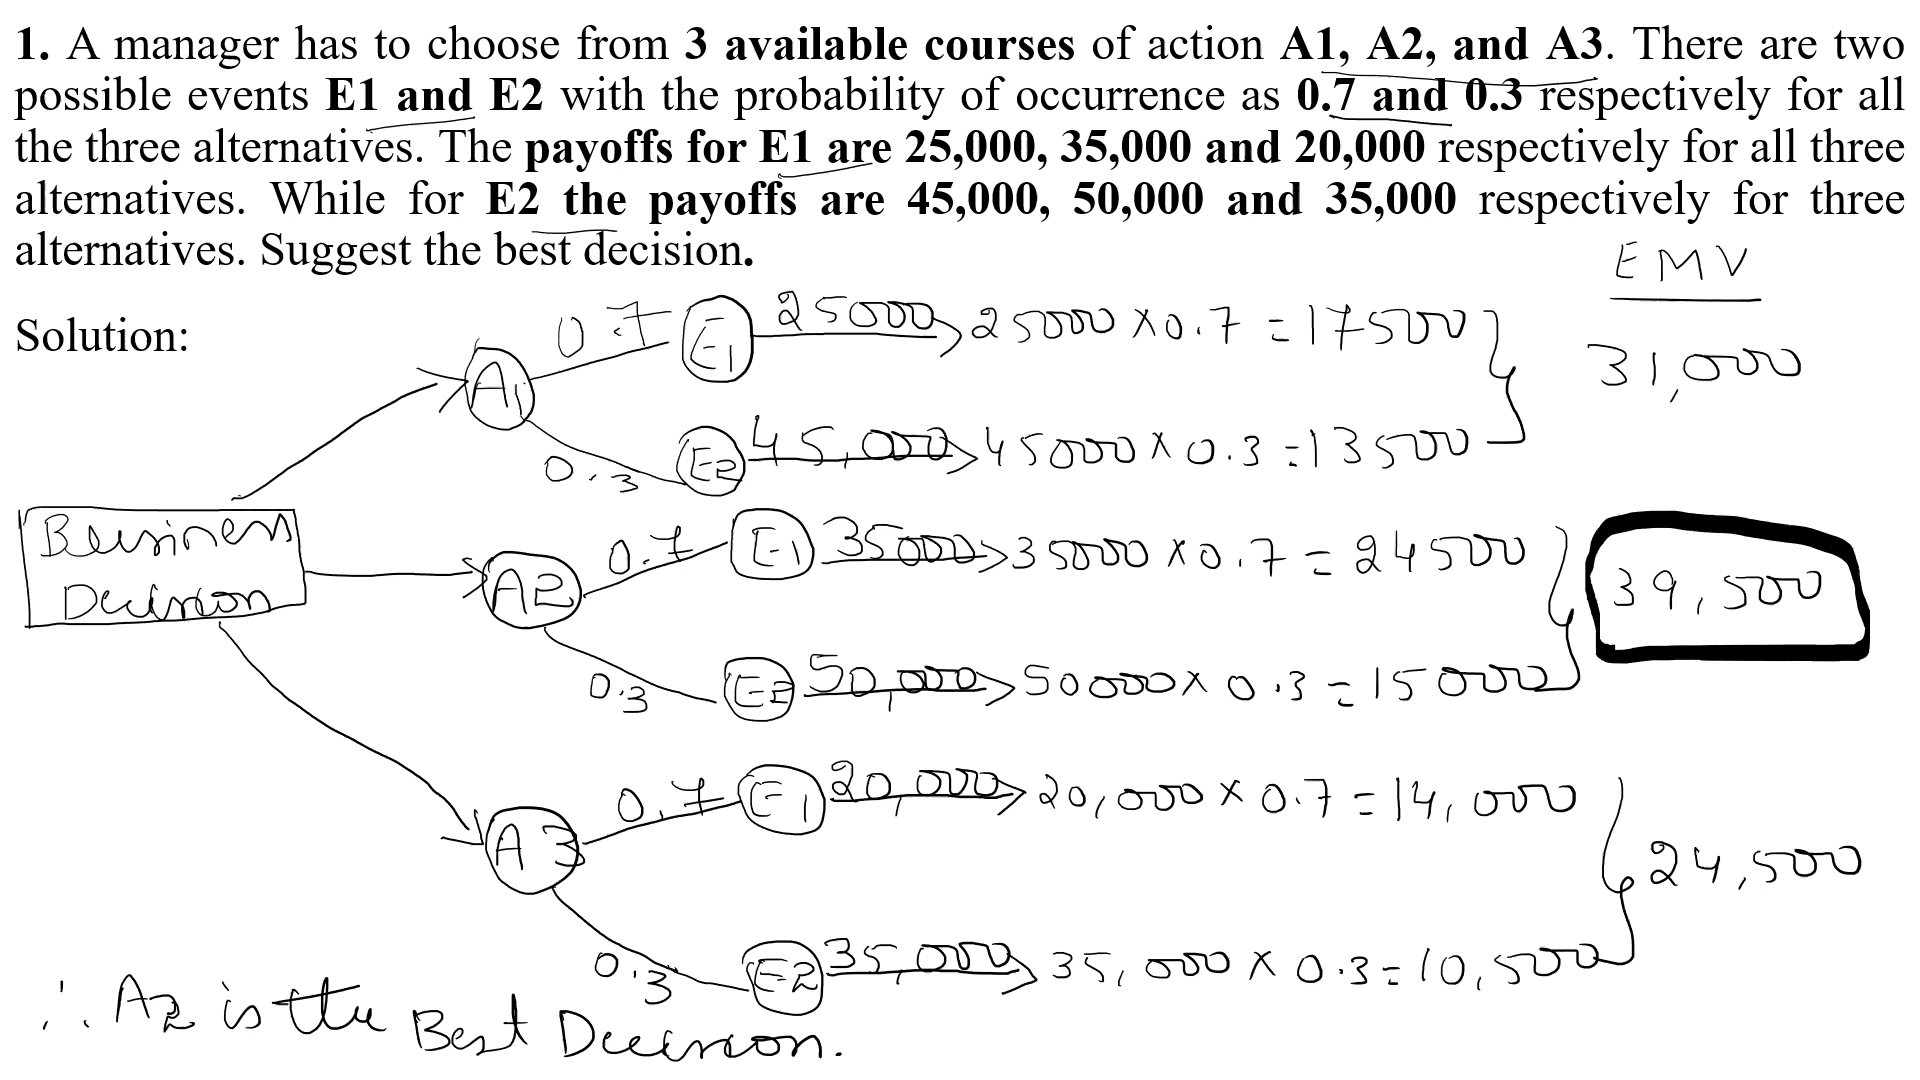 1. A manager has to choose from 3 available courses of action A1, A2, and A3. There are two
possible events E1 and E2 with the probability of occurrence as 0.7 and 0.3 respectively for all
the three alternatives. The payoffs for E1 are 25,000, 35,000 and 20,000 respectively for all three
alternatives. While for E2 the payoffs are 45,000, 50,000 and 35,000 respectively for three
alternatives. Suggest the best decision.
EMV
Solution:
A1 0.7 E1 25000 25000 x 0.7 = 17500
31,000
0.3 E2 45,000 45000 x 0.3 = 13500
Business
Decision
A2 0.7 E1 35000 35000 x 0.7 = 24500
39,500
0.3 E2 50,000 50000 x 0.3 = 15000
A3 0.7 E1 20,000 20,000 x 0.7 = 14,000
24,500
0.3 E2 35,000 35,000 x 0.3 = 10,500
∴ A2 is the Best Decision.